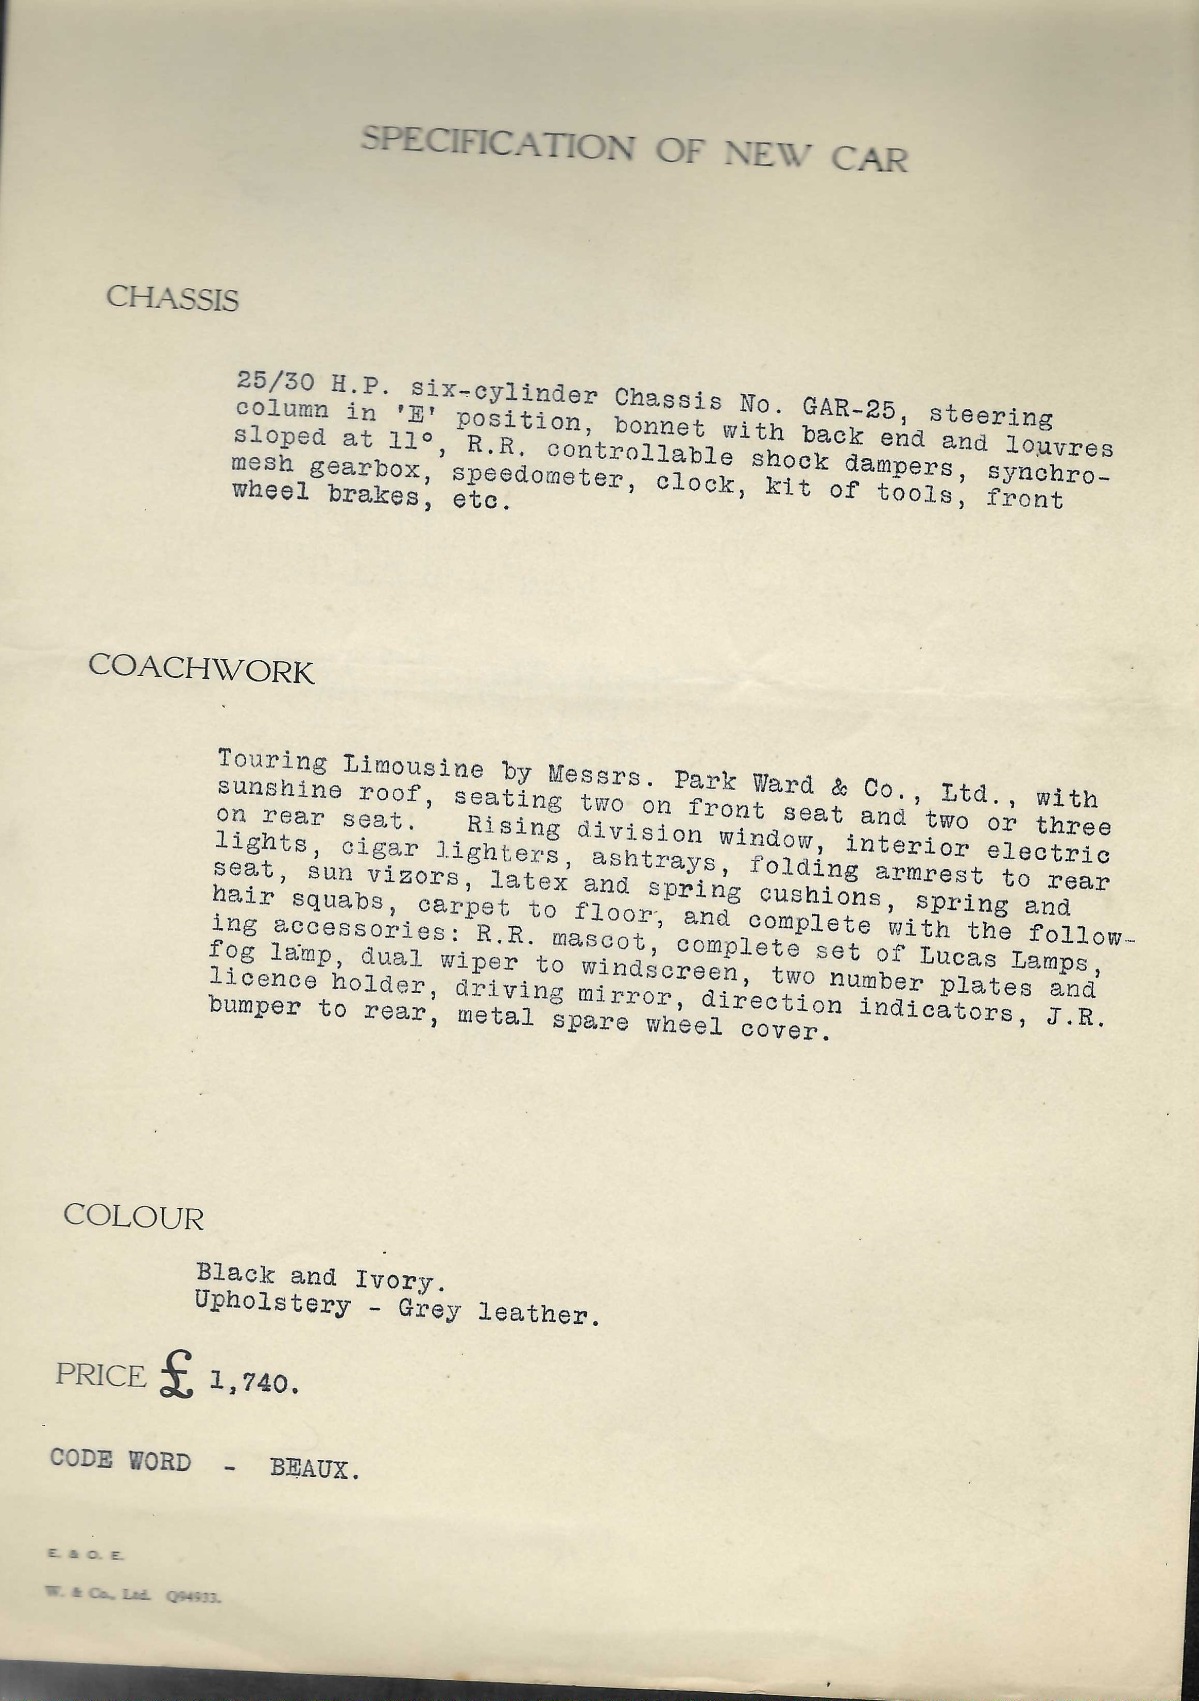 SPECIFICATION OF NEW CAR
CHASSIS
25/30 H.P. six-cylinder Chassis No. GAR-25, steering
column in 'E' position, bonnet with back end and louvres
sloped at 11°, R.R. controllable shock dampers, synchro-
mesh gearbox, speedometer, clock, kit of tools, front
wheel brakes, etc.
COACHWORK
Touring Limousine by Messrs. Park Ward & Co., Ltd., with
sunshine roof, seating two on front seat and two or three
on rear seat. Rising division window, interior electric
lights, cigar lighters, ashtrays, folding armrest to rear
seat, sun vizors, latex and spring cushions, spring and
hair squabs, carpet to floor, and complete with the follow-
ing accessories: R.R. mascot, complete set of Lucas Lamps,
fog lamp, dual wiper to windscreen, two number plates and
licence holder, driving mirror, direction indicators, J.R.
bumper to rear, metal spare wheel cover.
COLOUR
Black and Ivory.
Upholstery - Grey leather.
PRICE £ 1,740.
CODE WORD - BEAUX.
E. & O. E.
W. & Co., Ltd. Q94933.